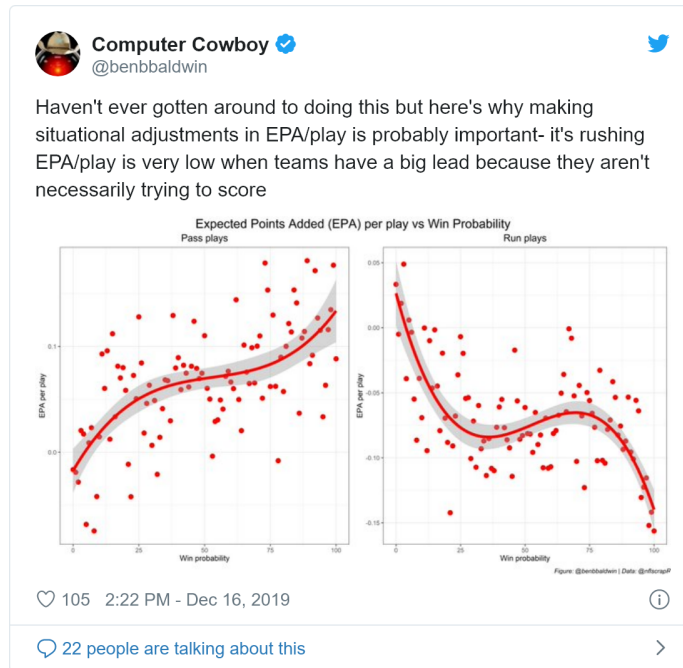 Computer Cowboy
@benbbaldwin
Haven't ever gotten around to doing this but here's why making
situational adjustments in EPA/play is probably important- it's rushing
EPA/play is very low when teams have a big lead because they aren't
necessarily trying to score
Expected Points Added (EPA) per play vs Win Probability
Pass plays
Run plays
EPA per play
0.1
0.0
0 25 50 75 100
Win probability
EPA per play
0.05
0.00
-0.05
-0.10
-0.15
0 25 50 75 100
Win probability
Figure: @benbbaldwin | Data: @nflscrapR
105 2:22 PM - Dec 16, 2019
22 people are talking about this